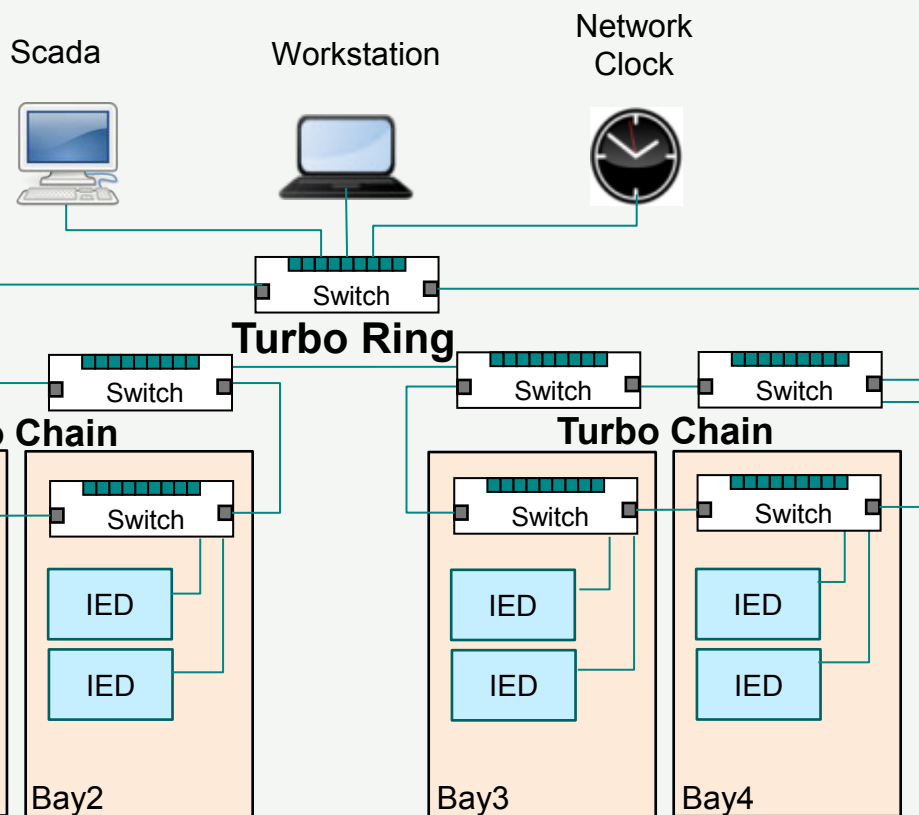 Scada
Workstation
Network
Clock
Switch
Turbo Ring
Switch
Switch
Switch
o Chain
Turbo Chain
Switch
Switch
Switch
IED
IED
IED
IED
IED
IED
Bay2
Bay3
Bay4